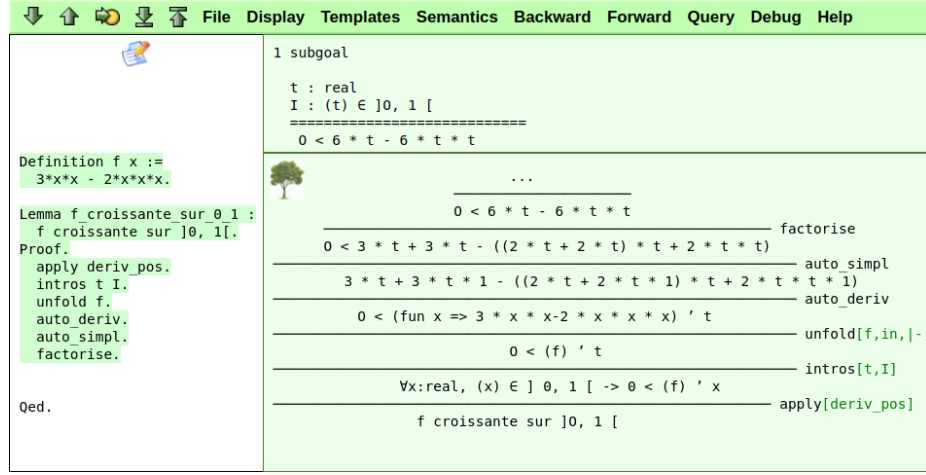 File Display Templates Semantics Backward Forward Query Debug Help
Definition f x :=
3*x*x - 2*x*x*x.
Lemma f_croissante_sur_0_1 :
f croissante sur ]0, 1[.
Proof.
apply deriv_pos.
intros t I.
unfold f.
auto_deriv.
auto_simpl.
factorise.
Qed.
1 subgoal
t : real
I : (t) ∈ ]0, 1 [
============================
0 < 6 * t - 6 * t * t
...
0 < 6 * t - 6 * t * t
factorise
0 < 3 * t + 3 * t - ((2 * t + 2 * t) * t + 2 * t * t)
auto_simpl
3 * t + 3 * t * 1 - ((2 * t + 2 * t * 1) * t + 2 * t * t * 1)
auto_deriv
0 < (fun x => 3 * x * x-2 * x * x * x) ’ t
unfold[f,in,|-
0 < (f) ’ t
intros[t,I]
∀x:real, (x) ∈ ] 0, 1 [ -> 0 < (f) ’ x
apply[deriv_pos]
f croissante sur ]0, 1 [